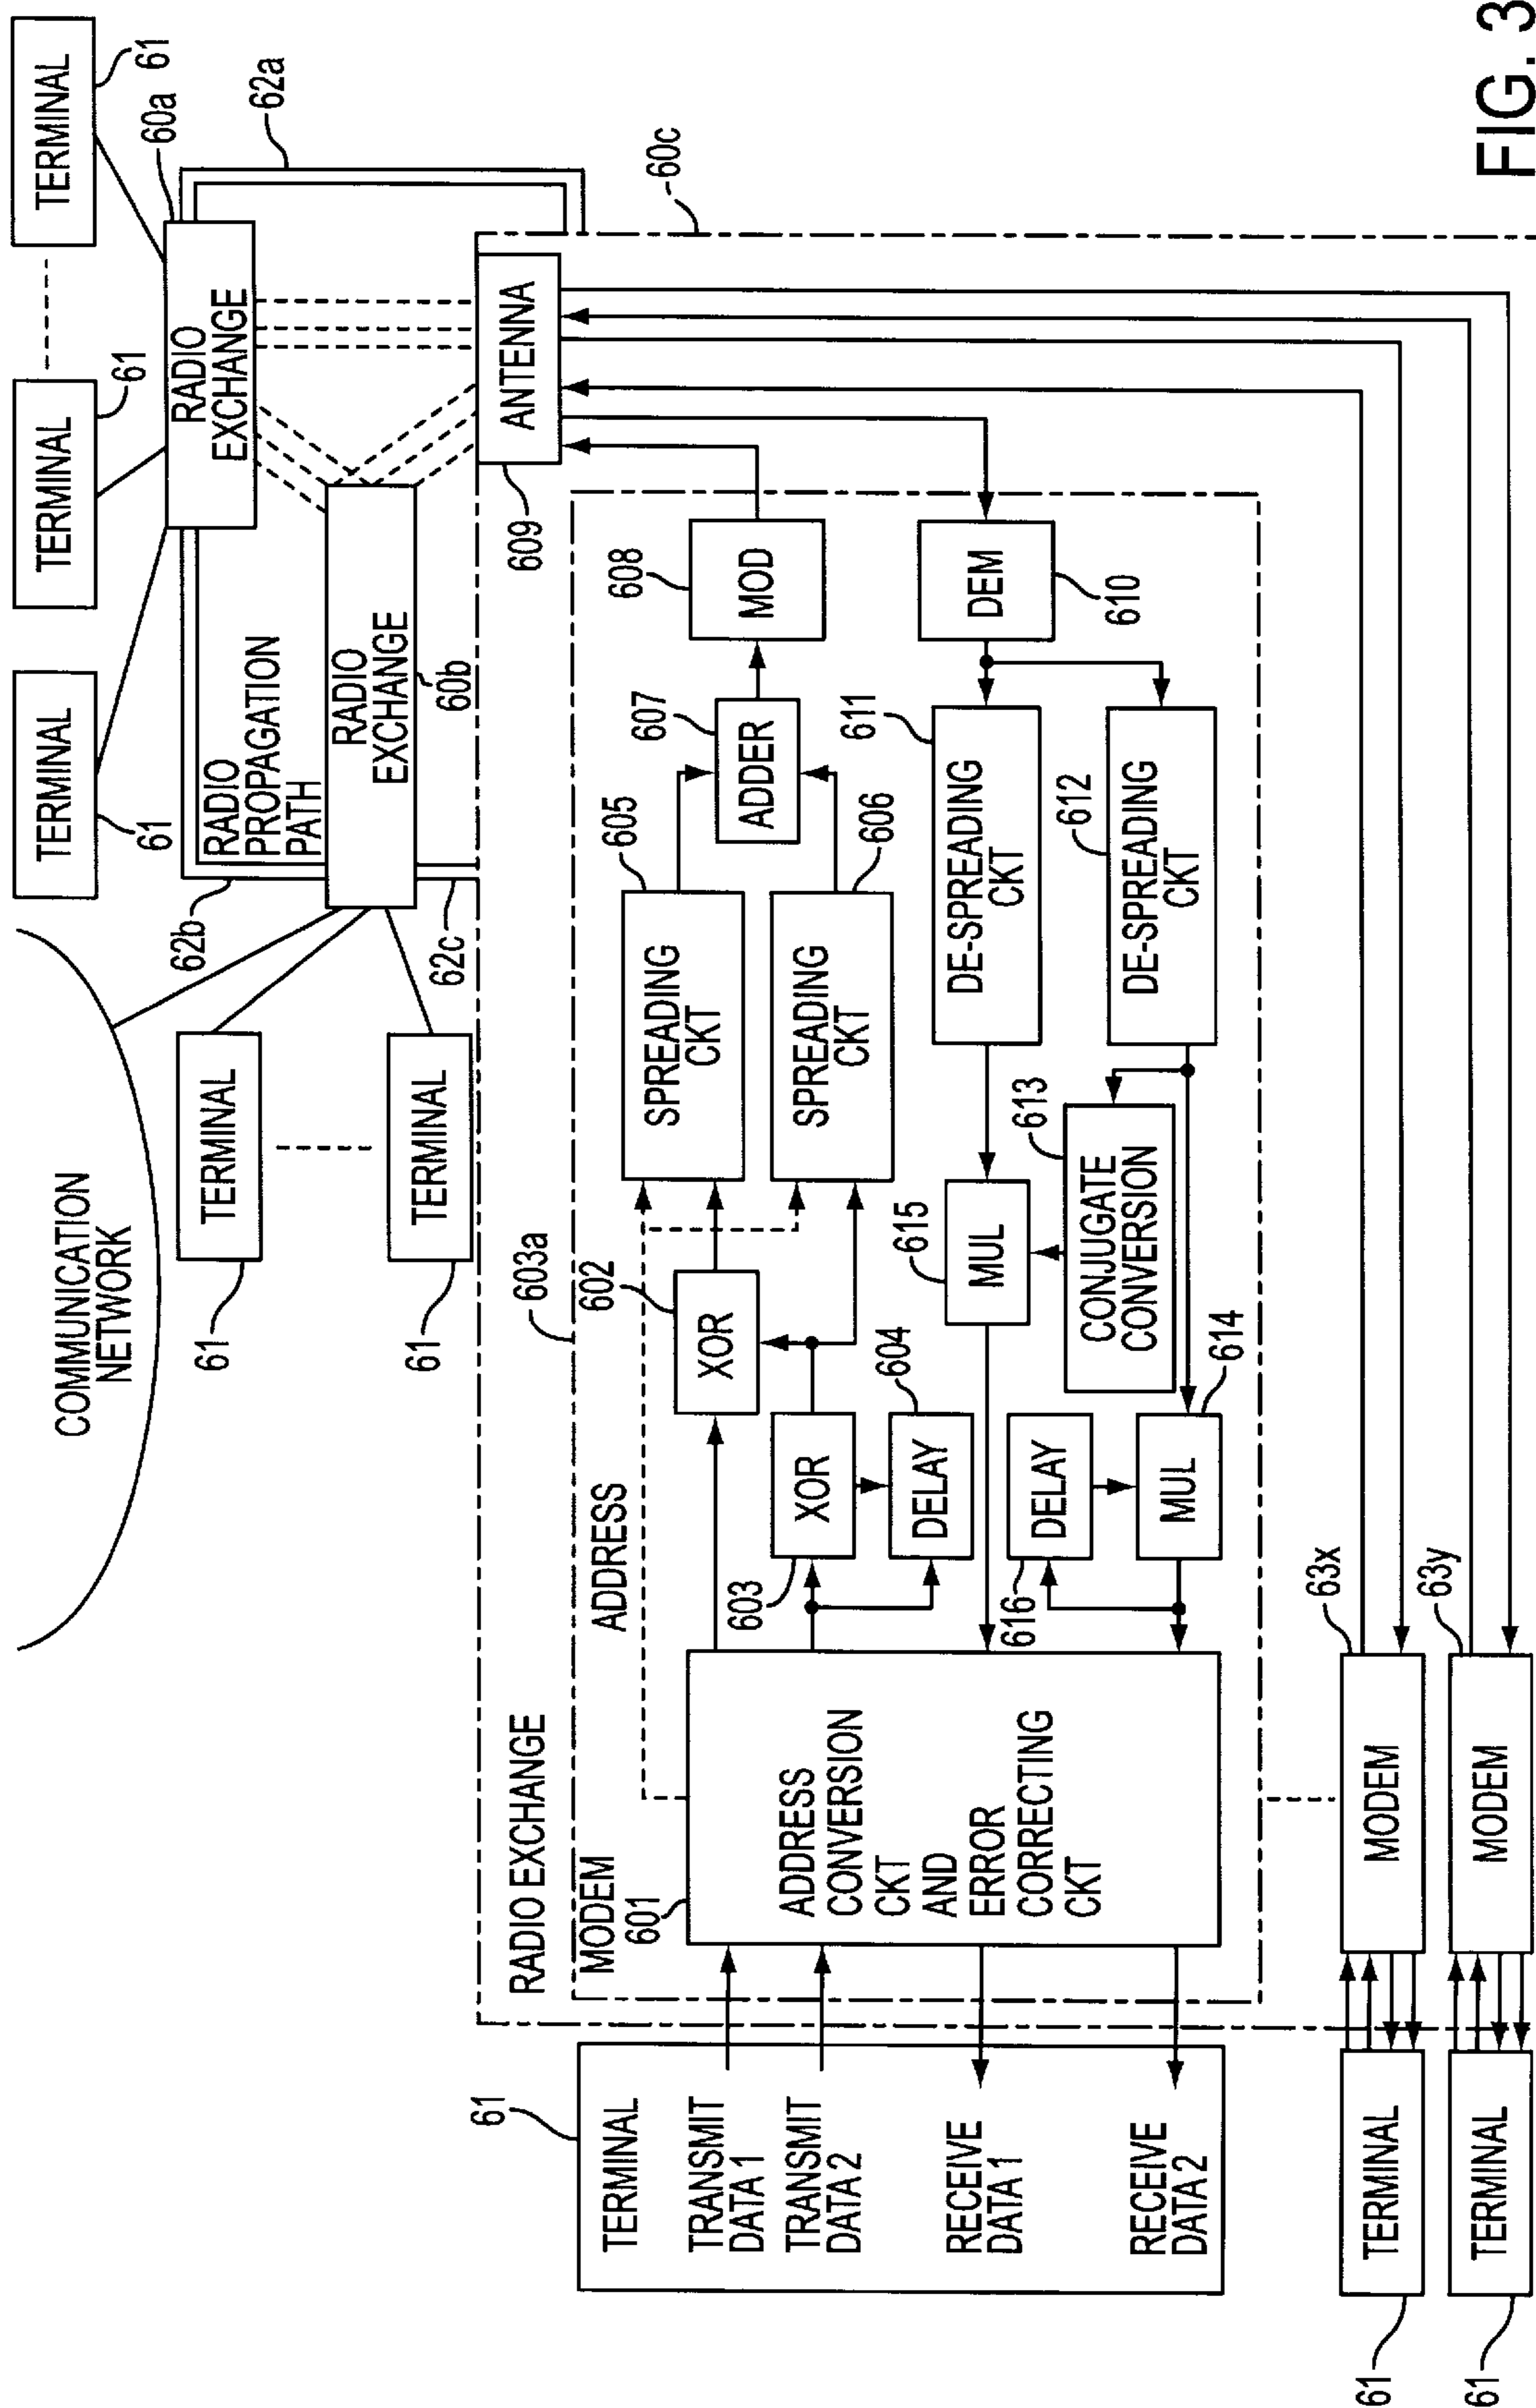 FIG. 3
COMMUNICATION
NETWORK
TERMINAL
61
TERMINAL
61
TERMINAL
61
TERMINAL
61
TERMINAL
61
RADIO
EXCHANGE
60a
62a
62b
RADIO
PROPAGATION
PATH
RADIO
EXCHANGE
60b
62c
60c
RADIO EXCHANGE
ANTENNA
609
603a
MODEM
ADDRESS
601
ADDRESS
CONVERSION
CKT AND
ERROR
CORRECTING
CKT
XOR
602
XOR
603
DELAY
604
SPREADING
CKT
605
SPREADING
CKT
606
ADDER
607
MOD
608
DEM
610
DE-SPREADING
CKT
611
DE-SPREADING
CKT
612
CONJUGATE
CONVERSION
613
MUL
614
MUL
615
DELAY
616
61
TERMINAL
TRANSMIT
DATA 1
TRANSMIT
DATA 2
RECEIVE
DATA 1
RECEIVE
DATA 2
MODEM
63x
TERMINAL
61
MODEM
63y
TERMINAL
61